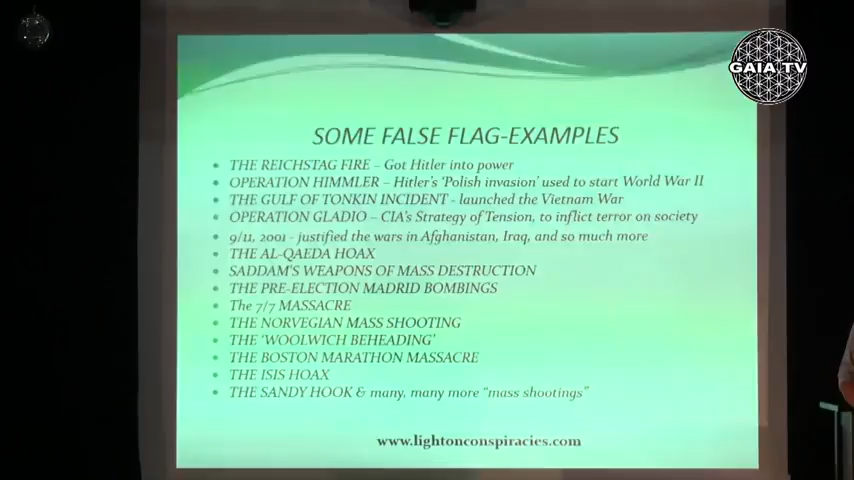 GAIA TV
SOME FALSE FLAG-EXAMPLES
• THE REICHSTAG FIRE – Got Hitler into power
• OPERATION HIMMLER – Hitler's 'Polish invasion' used to start World War II
• THE GULF OF TONKIN INCIDENT - launched the Vietnam War
• OPERATION GLADIO – CIA's Strategy of Tension, to inflict terror on society
• 9/11, 2001 - justified the wars in Afghanistan, Iraq, and so much more
• THE AL-QAEDA HOAX
• SADDAM'S WEAPONS OF MASS DESTRUCTION
• THE PRE-ELECTION MADRID BOMBINGS
• The 7/7 MASSACRE
• THE NORVEGIAN MASS SHOOTING
• THE 'WOOLWICH BEHEADING'
• THE BOSTON MARATHON MASSACRE
• THE ISIS HOAX
• THE SANDY HOOK & many, many more "mass shootings"
www.lightonconspiracies.com